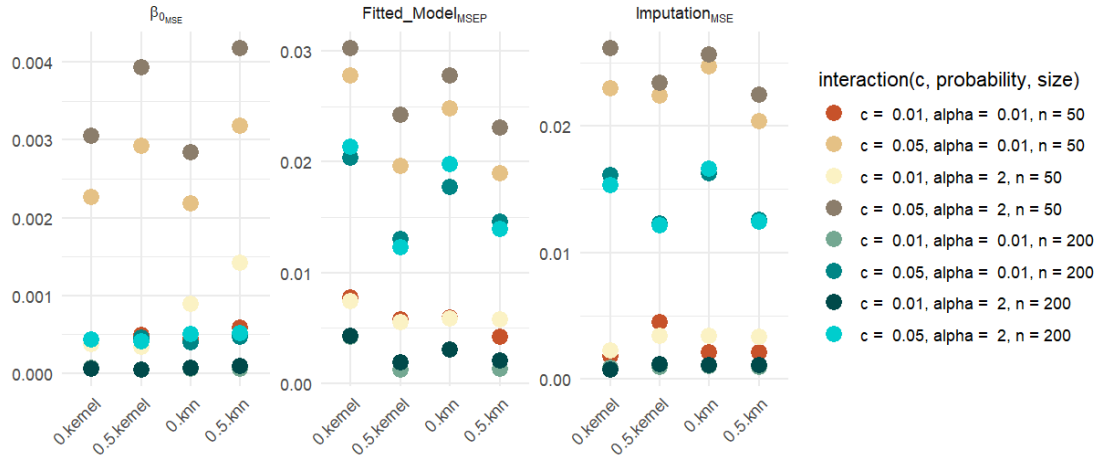 β0MSE
Fitted_ModelMSEP
ImputationMSE
0.004
0.003
0.002
0.001
0.000
0.03
0.02
0.01
0.00
0.02
0.01
0.00
0.kernel
0.5.kernel
0.knn
0.5.knn
0.kernel
0.5.kernel
0.knn
0.5.knn
0.kernel
0.5.kernel
0.knn
0.5.knn
interaction(c, probability, size)
c = 0.01, alpha = 0.01, n = 50
c = 0.05, alpha = 0.01, n = 50
c = 0.01, alpha = 2, n = 50
c = 0.05, alpha = 2, n = 50
c = 0.01, alpha = 0.01, n = 200
c = 0.05, alpha = 0.01, n = 200
c = 0.01, alpha = 2, n = 200
c = 0.05, alpha = 2, n = 200